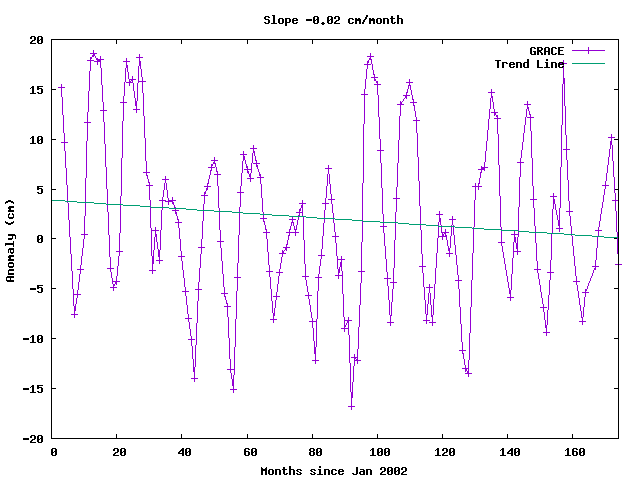 Slope -0.02 cm/month
GRACE
Trend Line
20
15
10
5
0
-5
-10
-15
-20
Anomaly (cm)
0 20 40 60 80 100 120 140 160
Months since Jan 2002